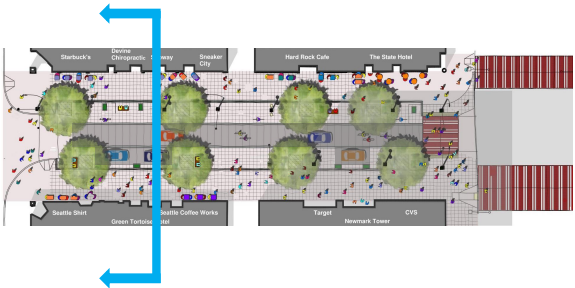 Starbuck's
Devine
Chiropractic
Subway
Sneaker
City
Hard Rock Cafe
The State Hotel
Seattle Shirt
Seattle Coffee Works
Green Tortoise Hotel
Target
CVS
Newmark Tower